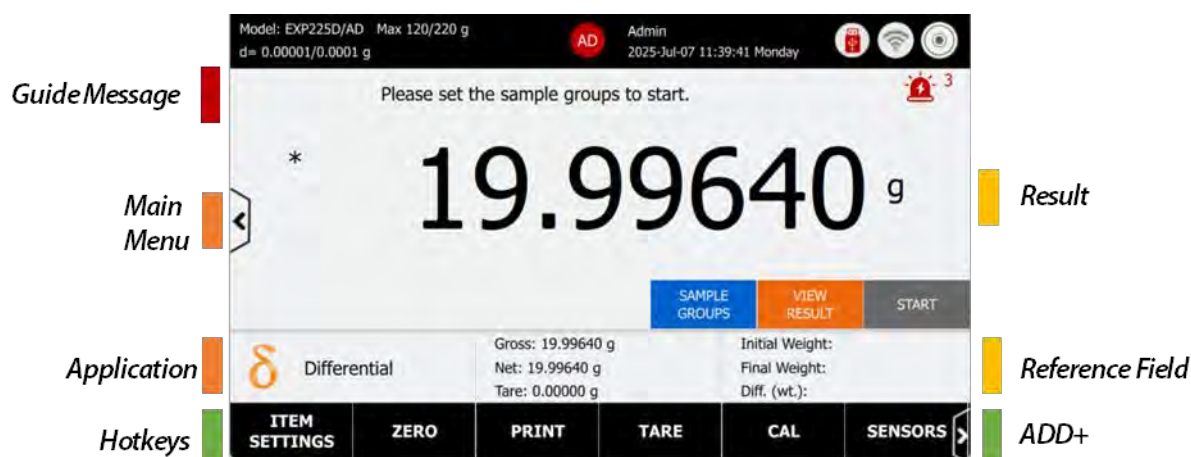 Model: EXP225D/AD Max 120/220 g
d= 0.00001/0.0001 g
AD
Admin
2025-Jul-07 11:39:41 Monday
Guide Message
Please set the sample groups to start.
3
*
19.99640 g
Main
Menu
Result
SAMPLE
GROUPS
VIEW
RESULT
START
Application
δ
Differential
Gross: 19.99640 g
Net: 19.99640 g
Tare: 0.00000 g
Initial Weight:
Final Weight:
Diff. (wt.):
Reference Field
Hotkeys
ITEM
SETTINGS
ZERO
PRINT
TARE
CAL
SENSORS
ADD+